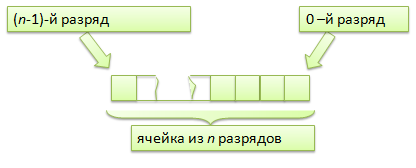 (n-1)-й разряд
0 –й разряд
ячейка из n разрядов